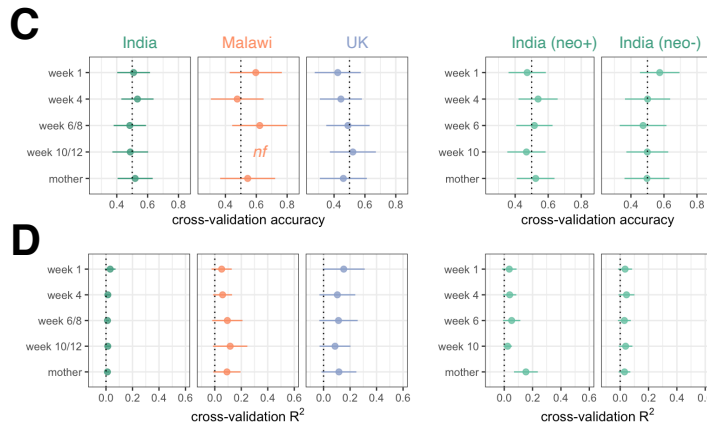 C
India Malawi UK India (neo+) India (neo-)
week 1 week 1
week 4 week 4
week 6/8 week 6
week 10/12 nf week 10
mother mother
0.4 0.6 0.8 0.4 0.6 0.8 0.4 0.6 0.8 0.4 0.6 0.8 0.4 0.6 0.8
cross-validation accuracy cross-validation accuracy
D
week 1 week 1
week 4 week 4
week 6/8 week 6
week 10/12 week 10
mother mother
0.0 0.2 0.4 0.6 0.0 0.2 0.4 0.6 0.0 0.2 0.4 0.6 0.0 0.2 0.4 0.6 0.0 0.2 0.4 0.6
cross-validation R² cross-validation R²